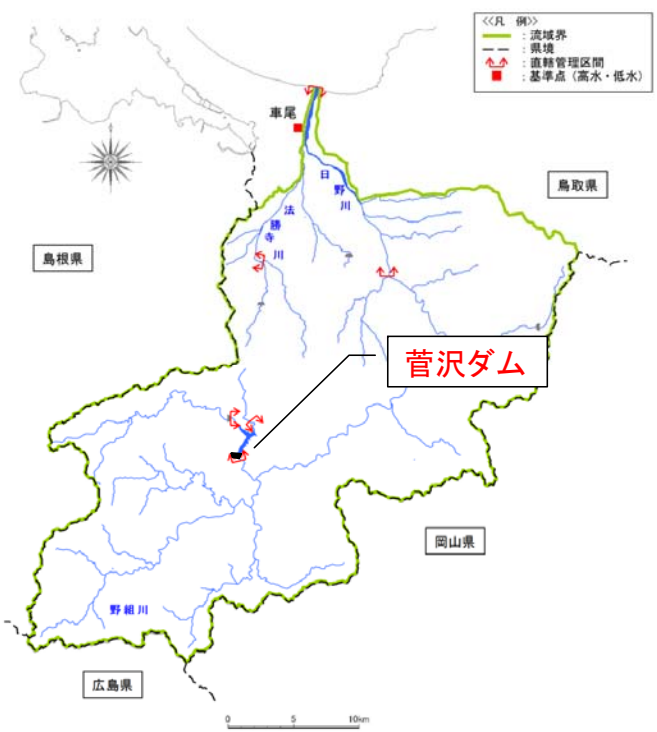 ≪凡 例≫
：流域界
：県境
：直轄管理区間
：基準点（高水・低水）
車尾
日野川
法勝寺川
鳥取県
島根県
菅沢ダム
岡山県
野組川
広島県
0 5 10km